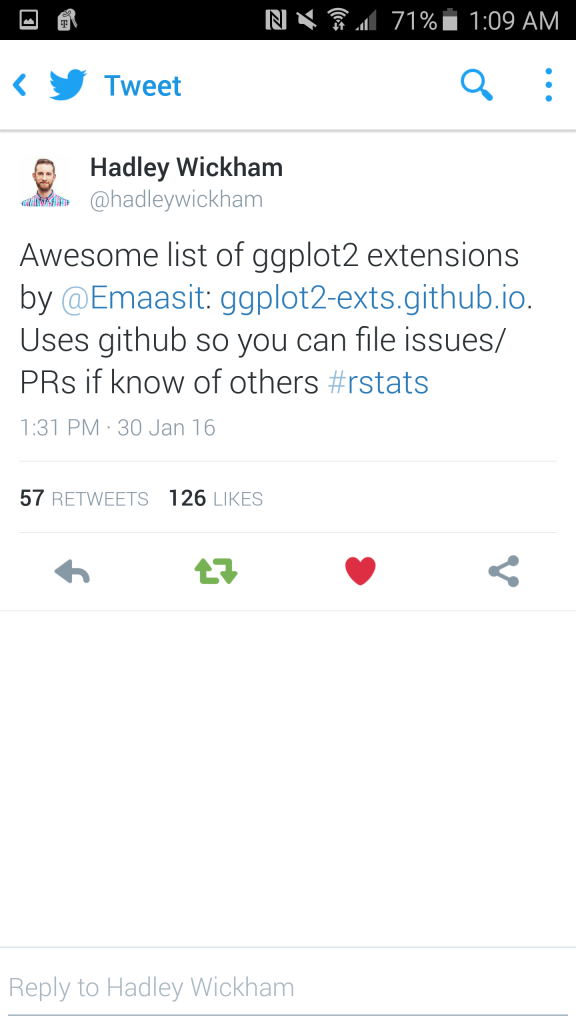 71% 1:09 AM
Tweet
Hadley Wickham
@hadleywickham
Awesome list of ggplot2 extensions
by @Emaasit: ggplot2-exts.github.io.
Uses github so you can file issues/
PRs if know of others #rstats
1:31 PM · 30 Jan 16
57 RETWEETS 126 LIKES
Reply to Hadley Wickham